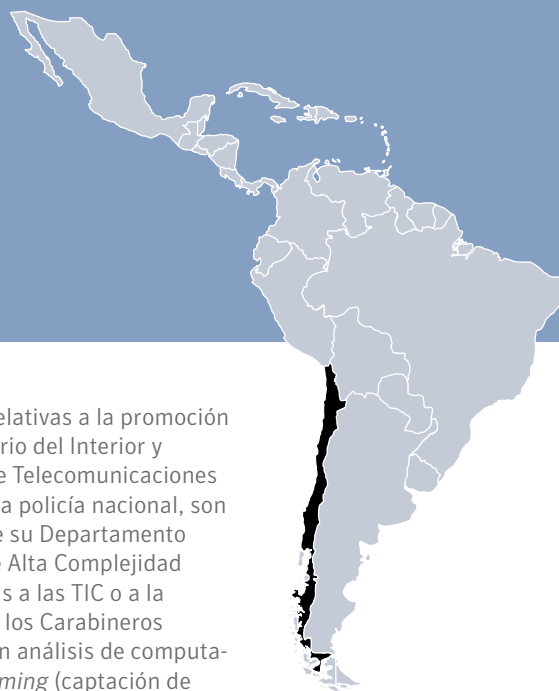 elativas a la promoción
rio del Interior y
e Telecomunicaciones
a policía nacional, son
e su Departamento
e Alta Complejidad
s a las TIC o a la
los Carabineros
n análisis de computa-
ming (captación de